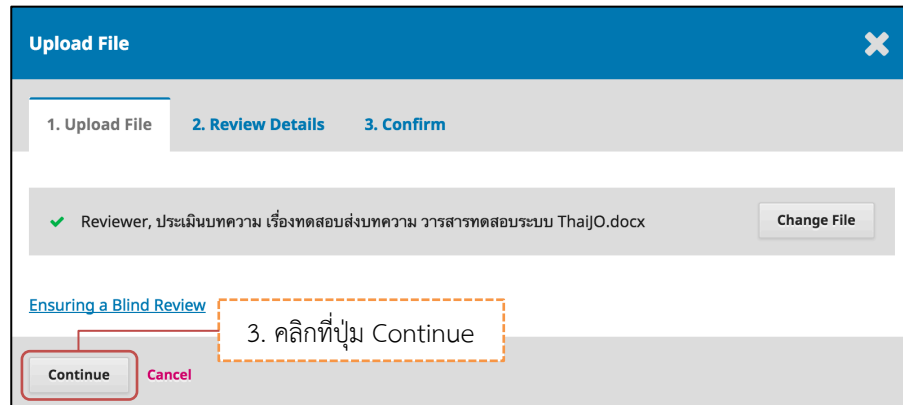 Upload File
1. Upload File 2. Review Details 3. Confirm
Reviewer, ประเมินบทความ เรื่องทดสอบส่งบทความ วารสารทดสอบระบบ ThaiJO.docx Change File
Ensuring a Blind Review
3. คลิกที่ปุ่ม Continue
Continue Cancel